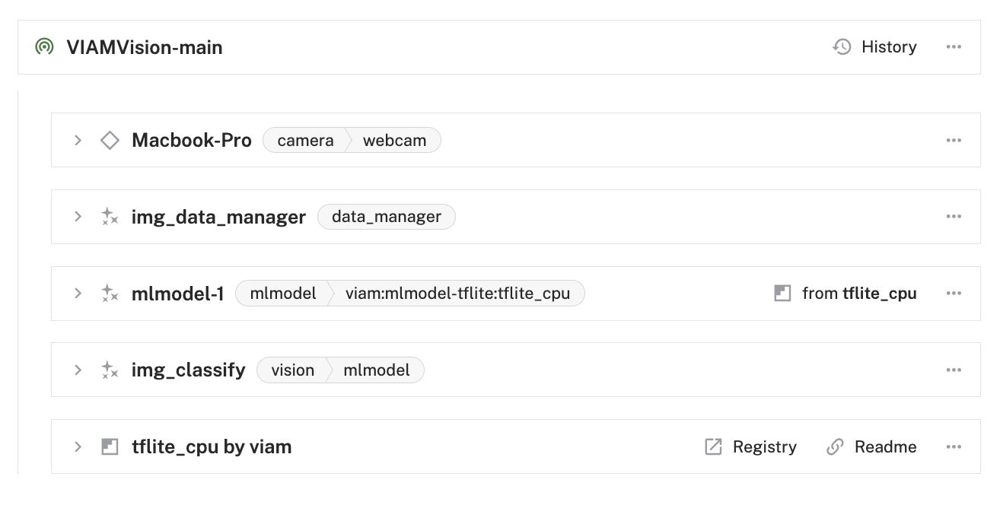 VIAMVision-main History
Macbook-Pro camera webcam
img_data_manager data_manager
mlmodel-1 mlmodel viam:mlmodel-tflite:tflite_cpu from tflite_cpu
img_classify vision mlmodel
tflite_cpu by viam Registry Readme